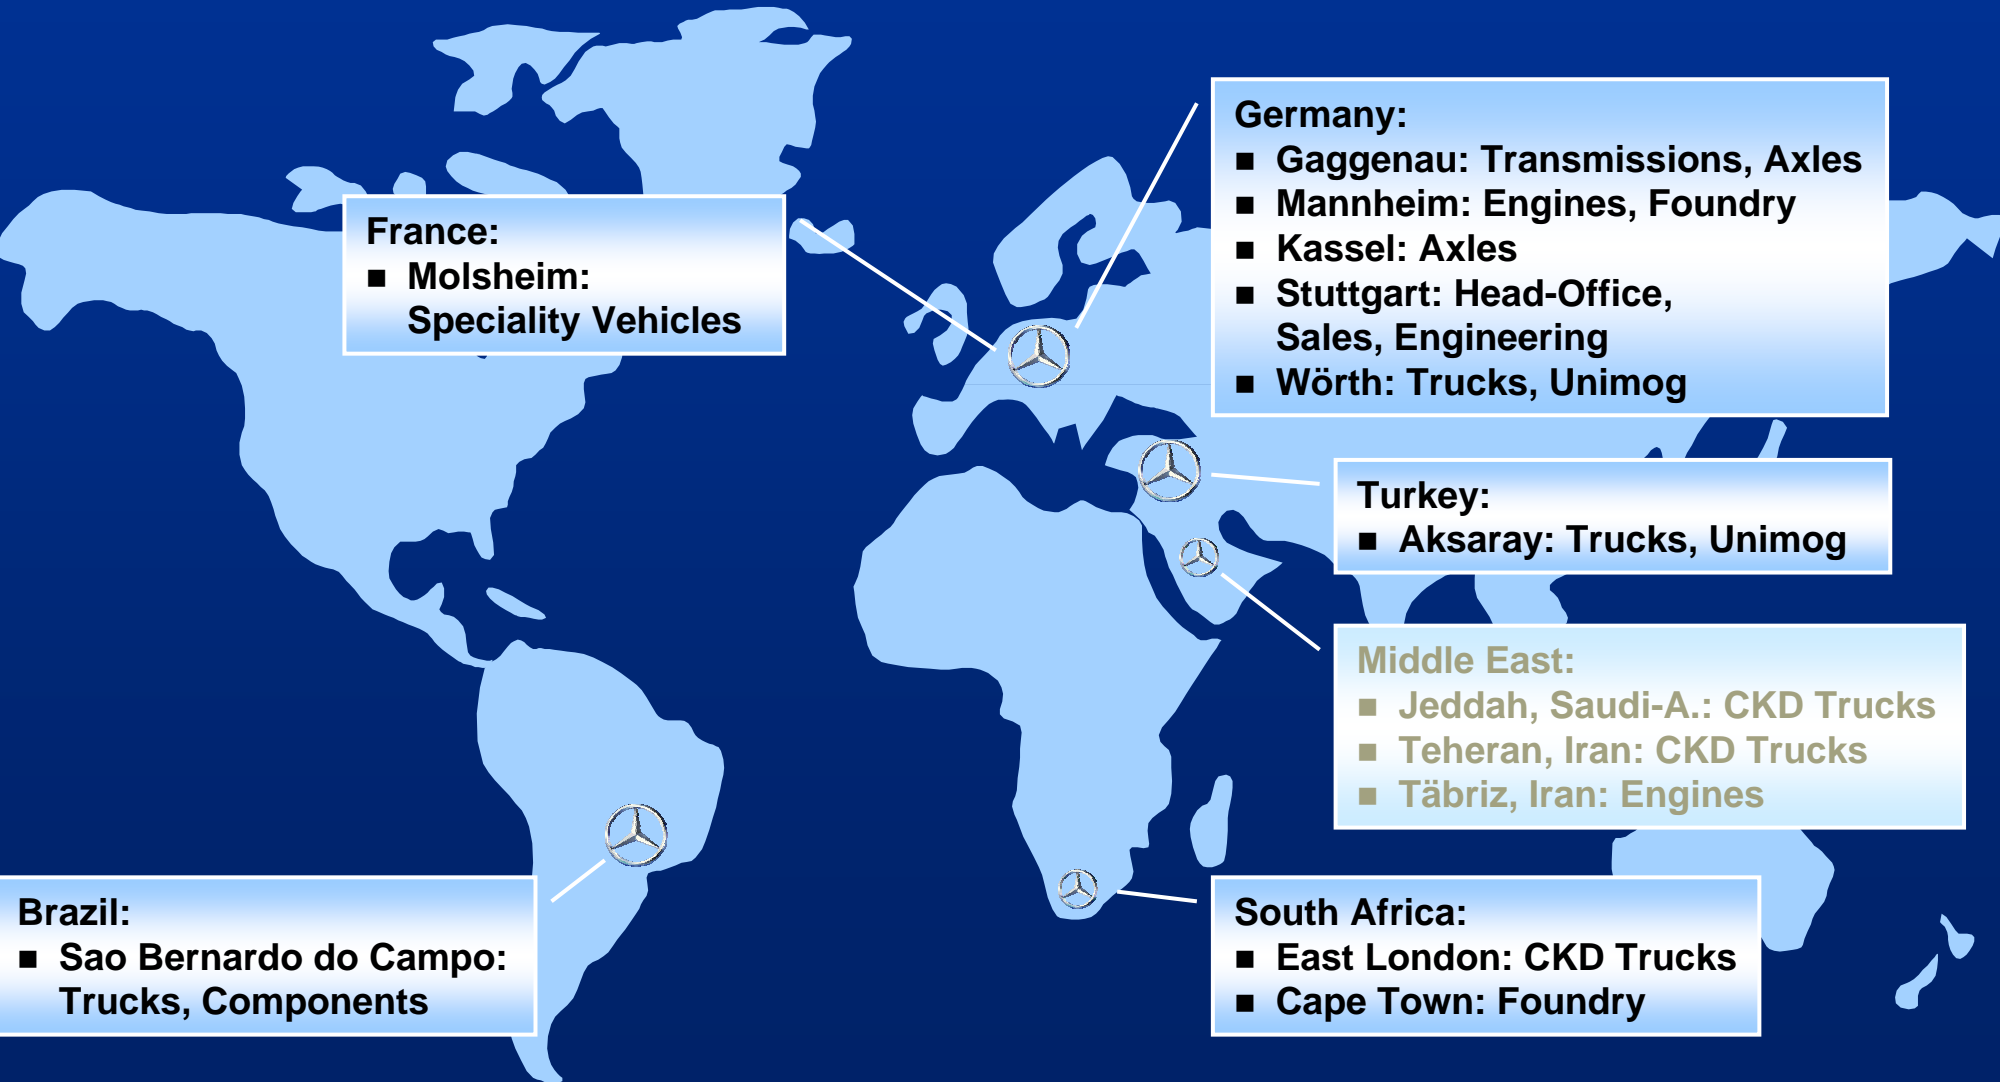 France:
■ Molsheim:
Speciality Vehicles
Germany:
■ Gaggenau: Transmissions, Axles
■ Mannheim: Engines, Foundry
■ Kassel: Axles
■ Stuttgart: Head-Office,
Sales, Engineering
■ Wörth: Trucks, Unimog
Turkey:
■ Aksaray: Trucks, Unimog
Middle East:
■ Jeddah, Saudi-A.: CKD Trucks
■ Teheran, Iran: CKD Trucks
■ Täbriz, Iran: Engines
Brazil:
■ Sao Bernardo do Campo:
Trucks, Components
South Africa:
■ East London: CKD Trucks
■ Cape Town: Foundry